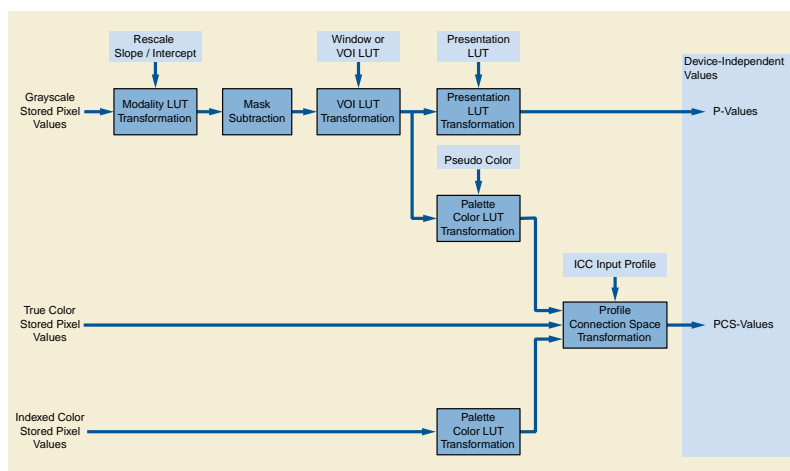 Rescale
Slope / Intercept
Window or
VOI LUT
Presentation
LUT
Device-Independent
Values
Grayscale
Stored Pixel
Values
Modality LUT
Transformation
Mask
Subtraction
VOI LUT
Transformation
Presentation
LUT
Transformation
P-Values
Pseudo Color
Palette
Color LUT
Transformation
ICC Input Profile
True Color
Stored Pixel
Values
Profile
Connection Space
Transformation
PCS-Values
Indexed Color
Stored Pixel
Values
Palette
Color LUT
Transformation